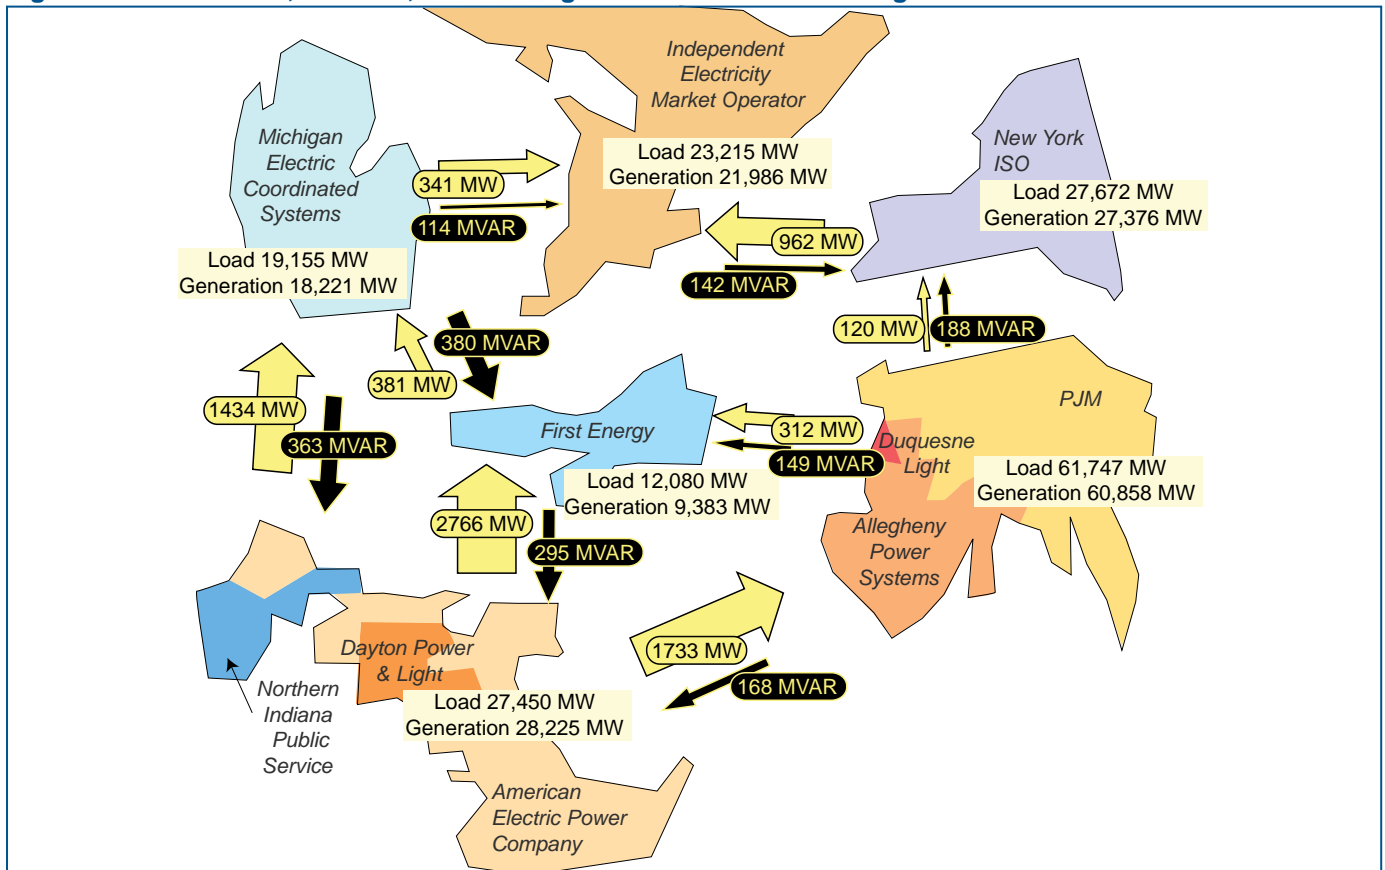 Independent
Electricity
Market Operator
Michigan
Electric
Coordinated
Systems
New York
ISO
Load 23,215 MW
Generation 21,986 MW
341 MW
114 MVAR
Load 27,672 MW
Generation 27,376 MW
962 MW
142 MVAR
Load 19,155 MW
Generation 18,221 MW
120 MW
188 MVAR
380 MVAR
381 MW
1434 MW
363 MVAR
PJM
First Energy
312 MW
149 MVAR
Duquesne
Light
Load 61,747 MW
Generation 60,858 MW
Load 12,080 MW
Generation 9,383 MW
2766 MW
295 MVAR
Allegheny
Power
Systems
1733 MW
168 MVAR
Dayton Power
& Light
Load 27,450 MW
Generation 28,225 MW
Northern
Indiana
Public
Service
American
Electric Power
Company